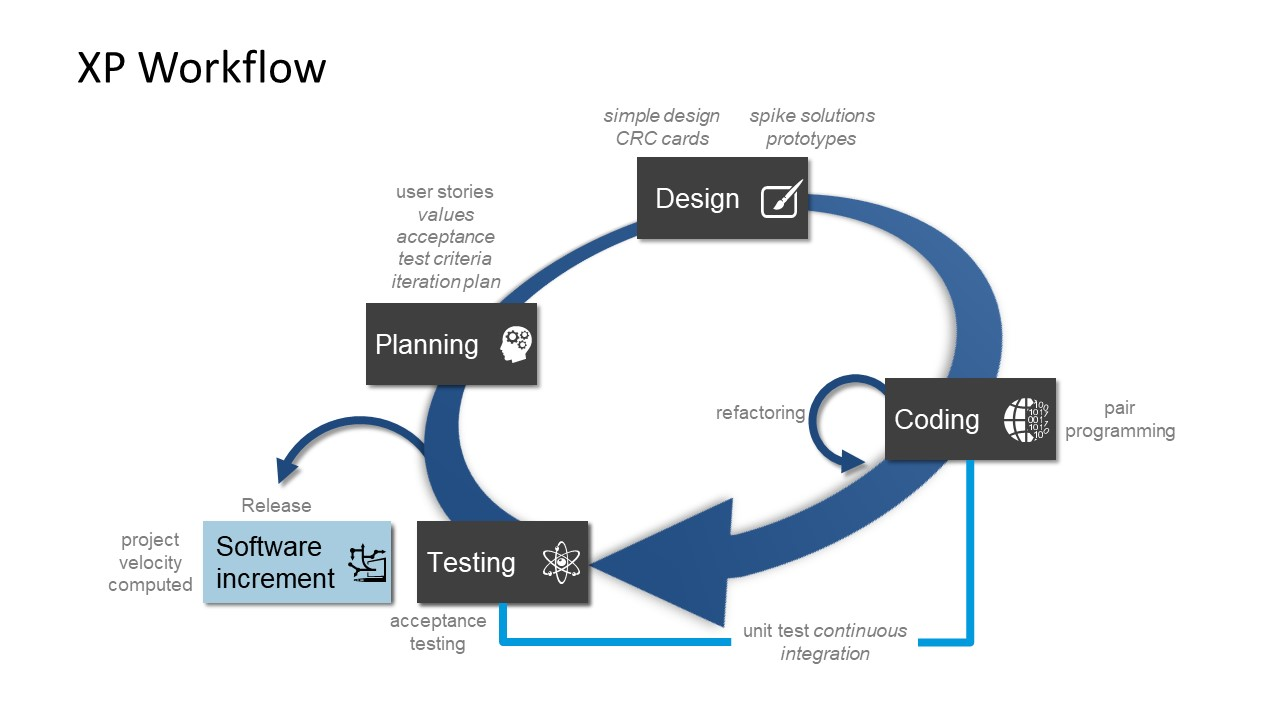 XP Workflow
simple design
CRC cards
spike solutions
prototypes
Design
user stories
values
acceptance
test criteria
iteration plan
Planning
refactoring
Coding
pair
programming
Release
project
velocity
computed
Software
increment
Testing
acceptance
testing
unit test continuous
integration